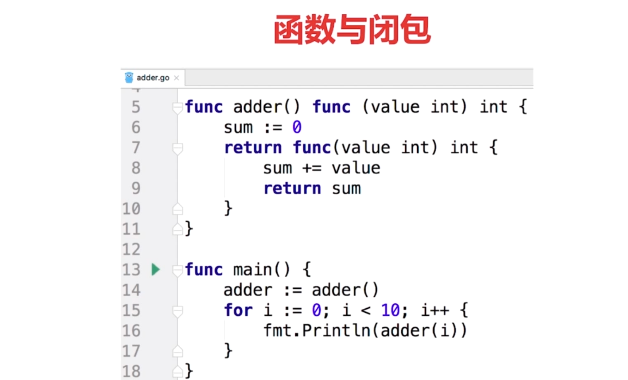 函数与闭包
adder.go
5 func adder() func (value int) int {
6 sum := 0
7 return func(value int) int {
8 sum += value
9 return sum
10 }
11 }
12
13 func main() {
14 adder := adder()
15 for i := 0; i < 10; i++ {
16 fmt.Println(adder(i))
17 }
18 }